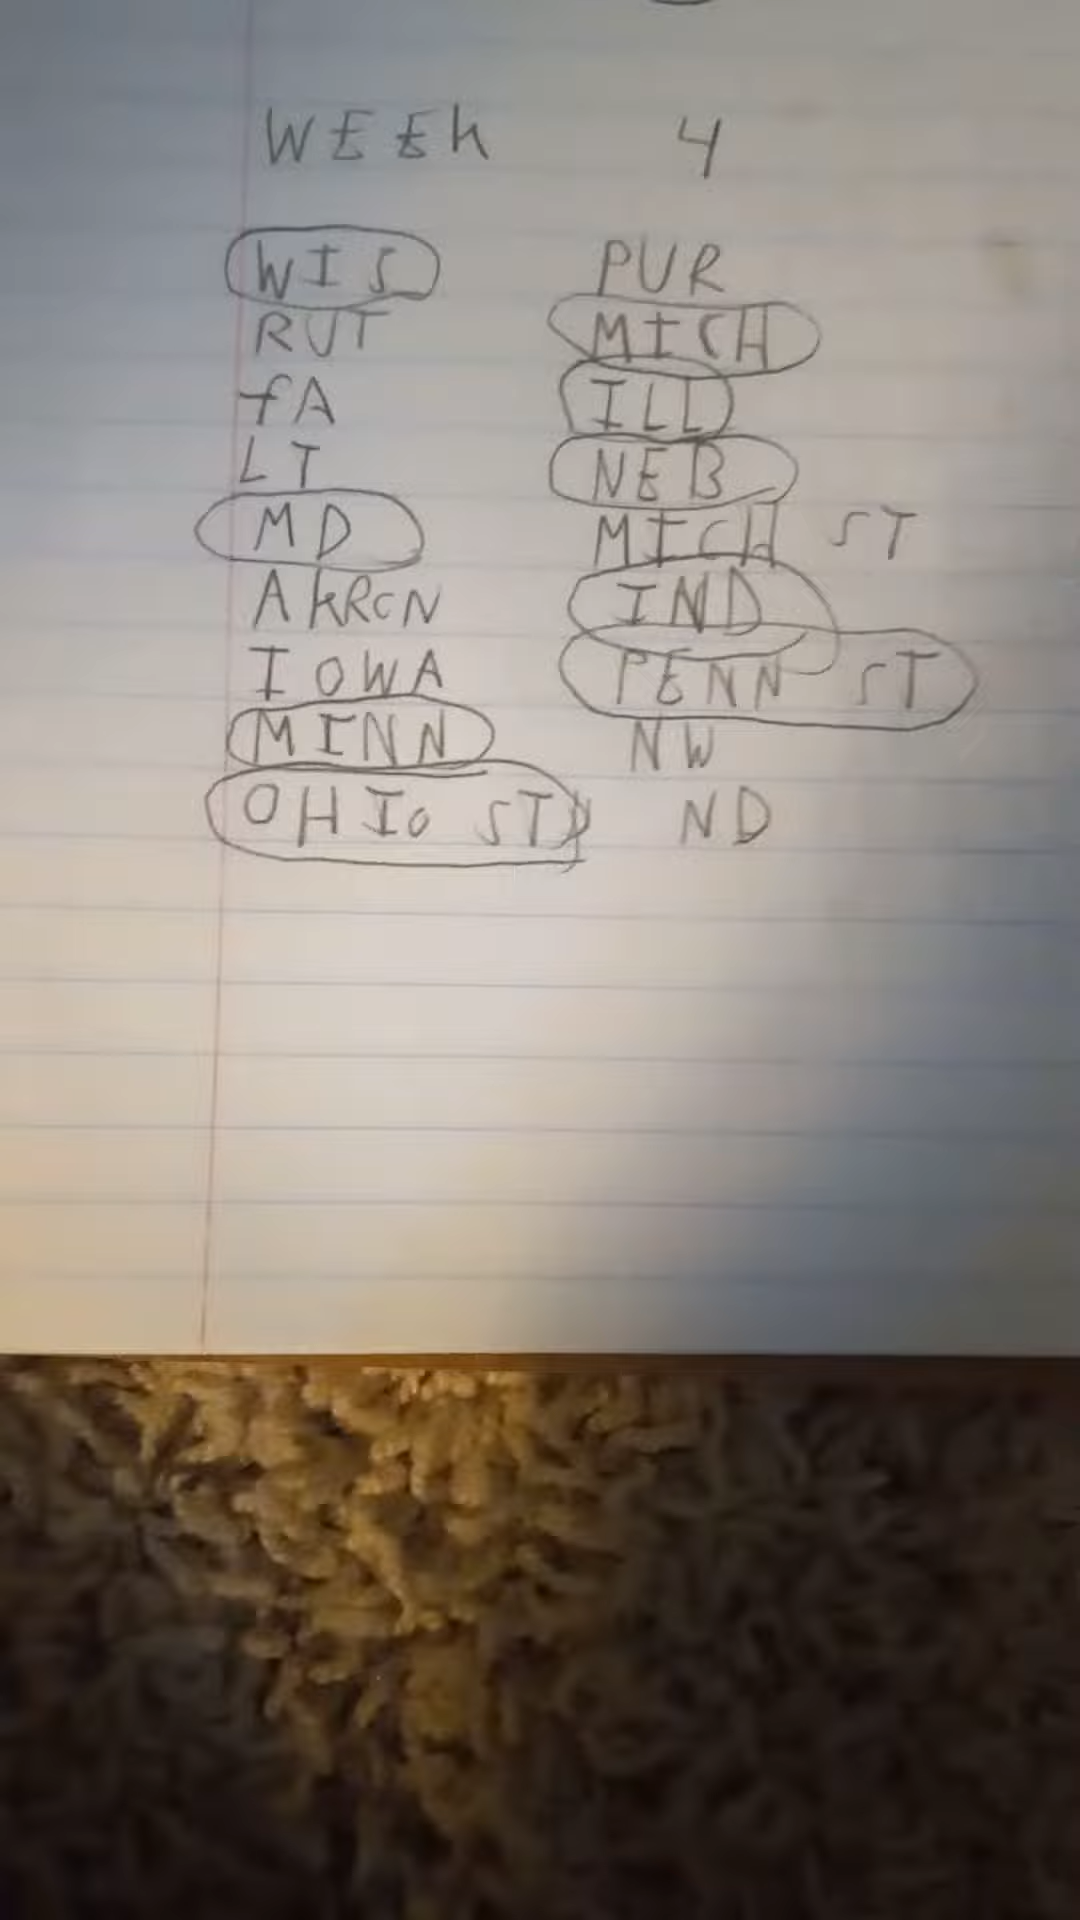 WEEK 4
WIS PUR
RUT MICH
fA ILL
LT NEB
MD MICH ST
AKRON IND
IOWA PENN ST
MINN NW
OHIO ST ND